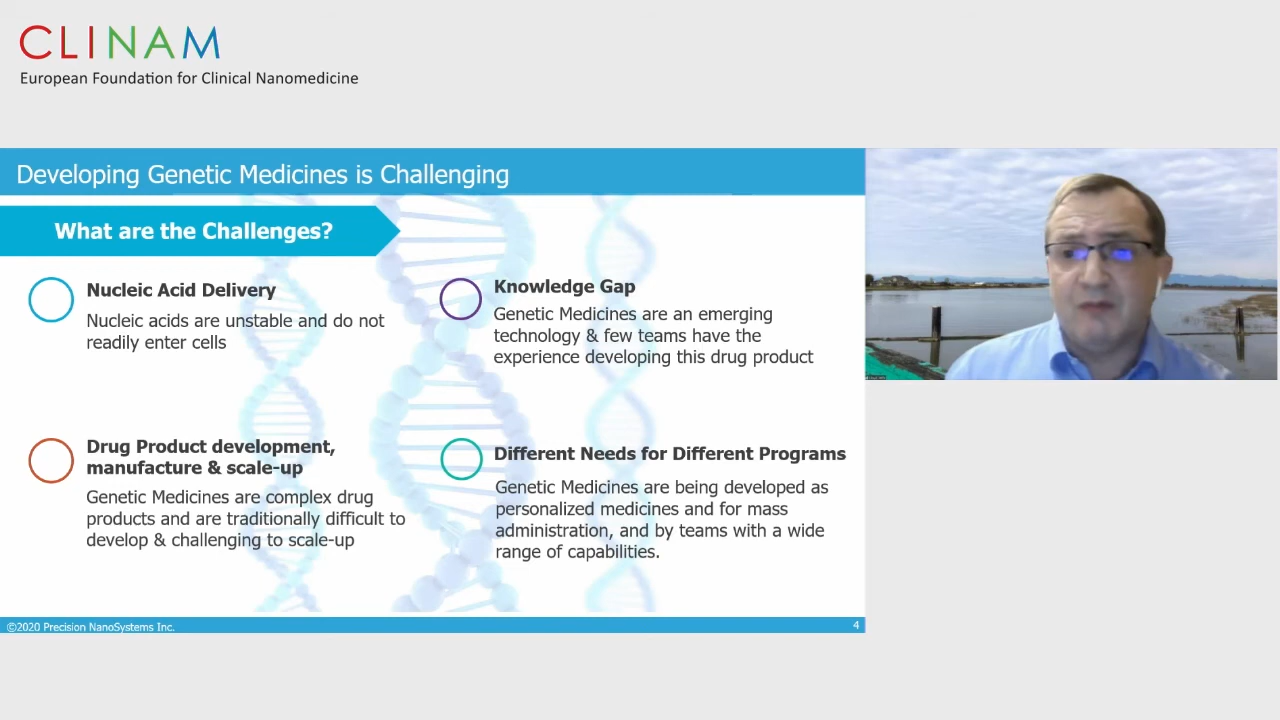 CLINAM
European Foundation for Clinical Nanomedicine
Developing Genetic Medicines is Challenging
What are the Challenges?
Nucleic Acid Delivery
Nucleic acids are unstable and do not
readily enter cells
Knowledge Gap
Genetic Medicines are an emerging
technology & few teams have the
experience developing this drug product
Drug Product development,
manufacture & scale-up
Genetic Medicines are complex drug
products and are traditionally difficult to
develop & challenging to scale-up
Different Needs for Different Programs
Genetic Medicines are being developed as
personalized medicines and for mass
administration, and by teams with a wide
range of capabilities.
©2020 Precision NanoSystems Inc.
4